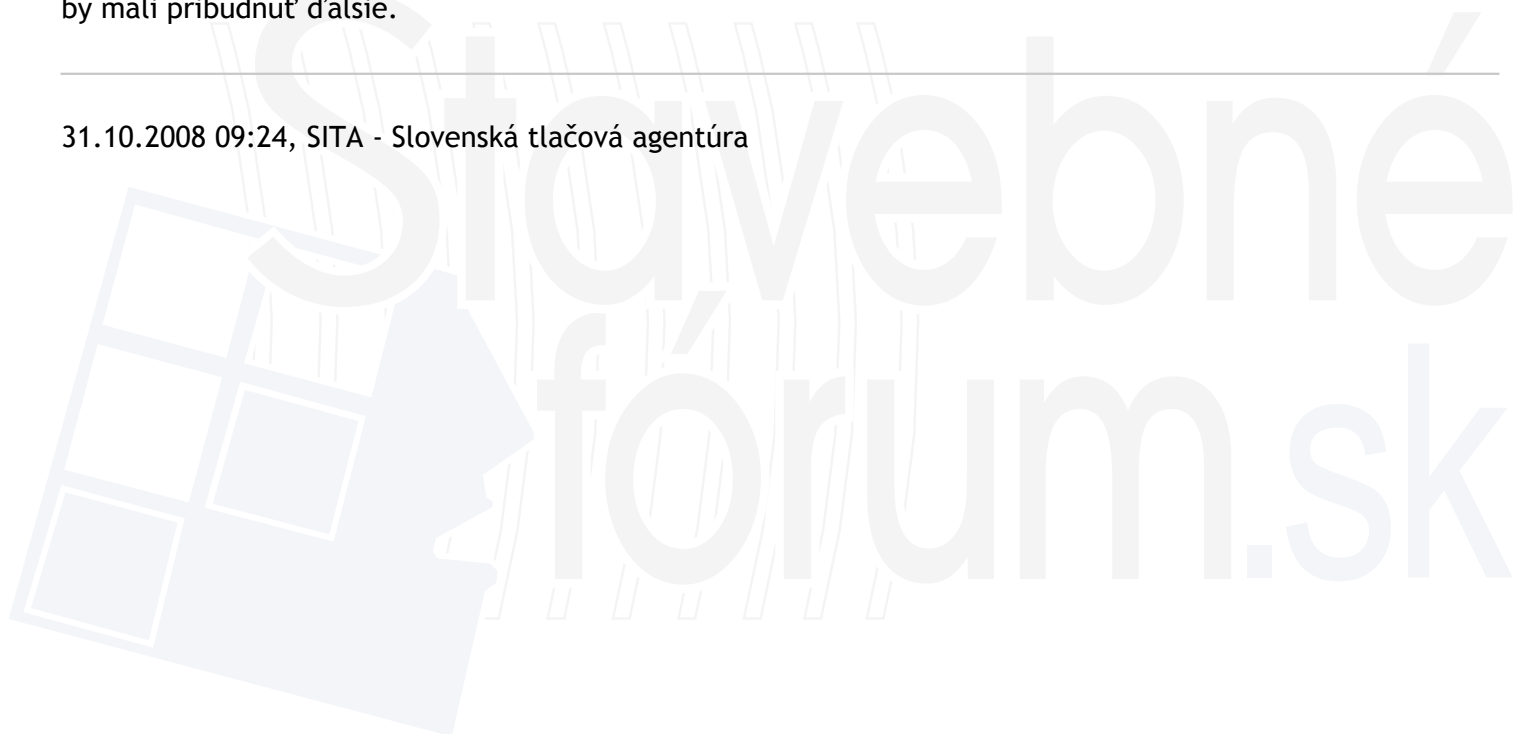 by mali pribudnúť ďalšie.
31.10.2008 09:24, SITA - Slovenská tlačová agentúra
Stavebné
fórum.sk